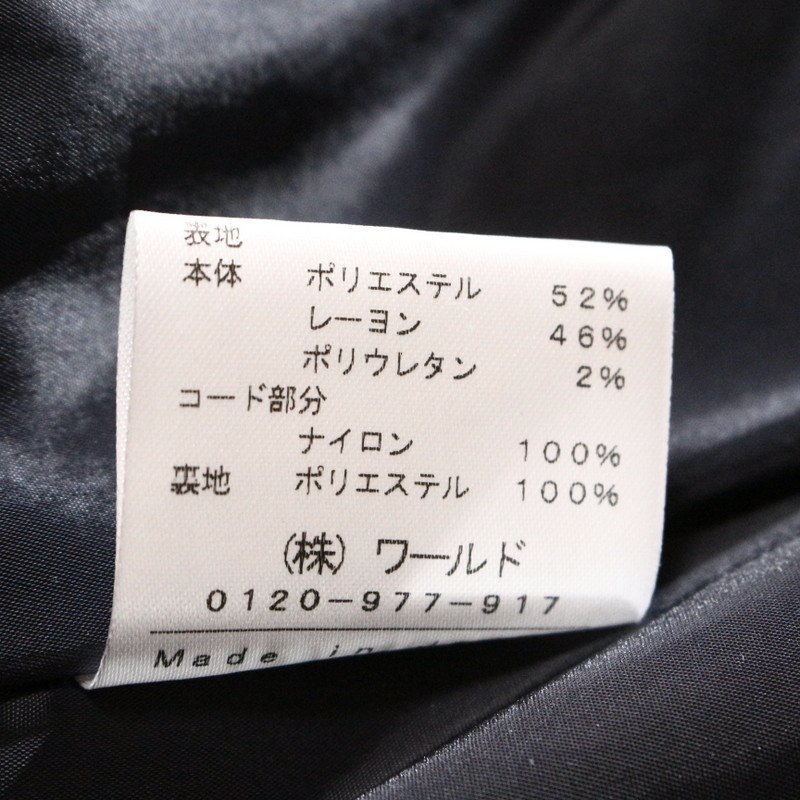 表地
本体 ポリエステル 52%
レーヨン 46%
ポリウレタン 2%
コード部分
ナイロン 100%
裏地 ポリエステル 100%
(株) ワールド
0120-977-917
Made in